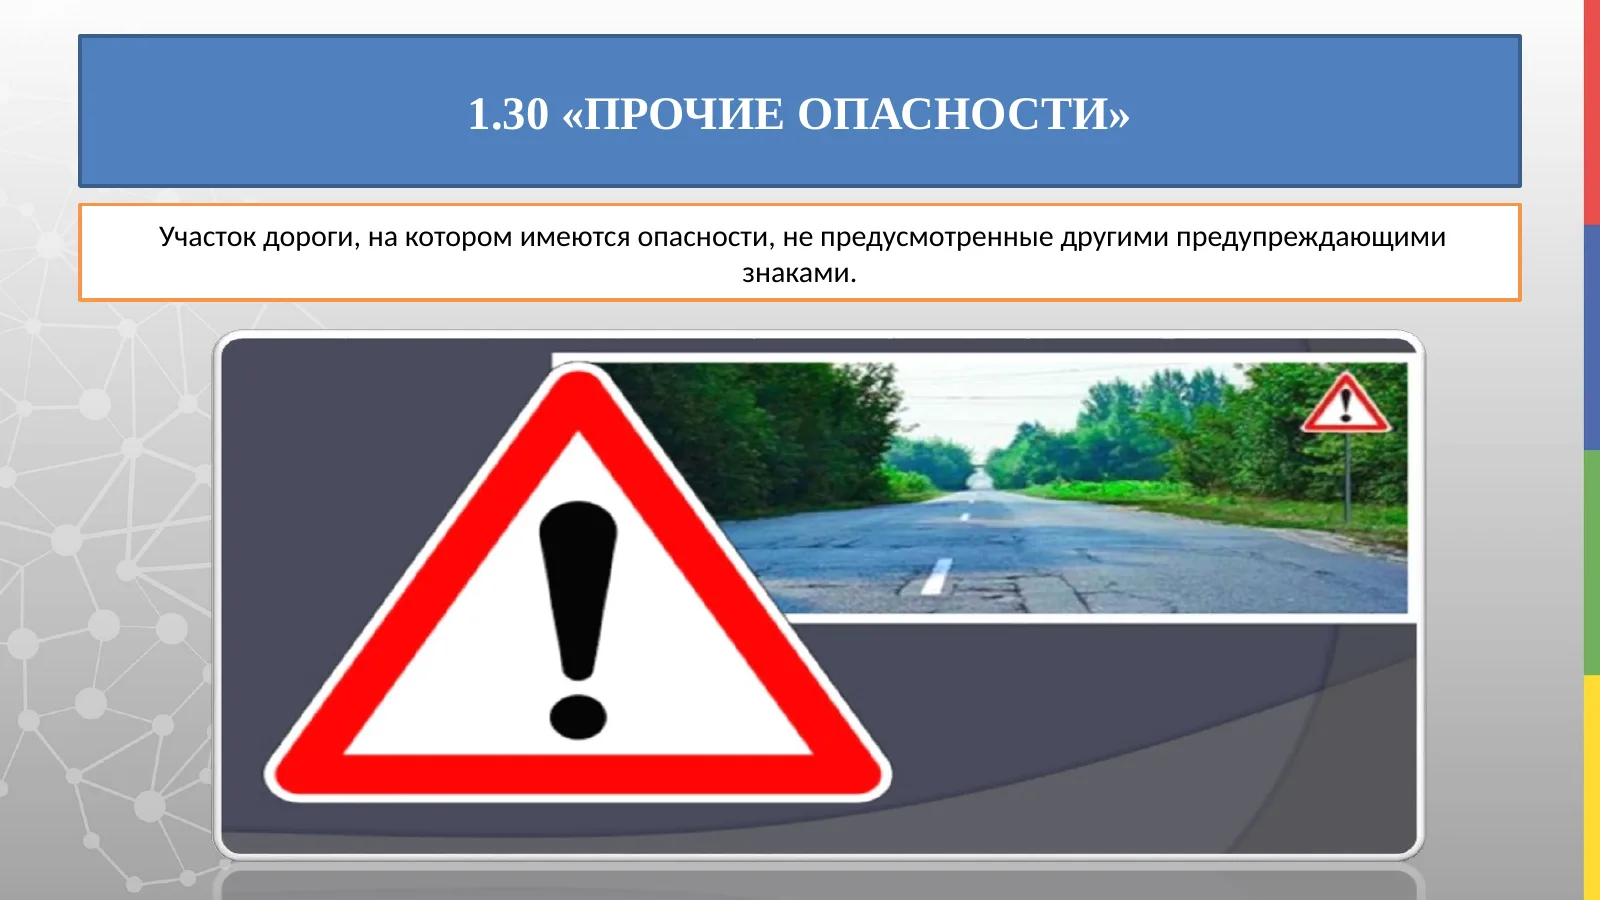 1.30 «ПРОЧИЕ ОПАСНОСТИ»
Участок дороги, на котором имеются опасности, не предусмотренные другими предупреждающими
знаками.